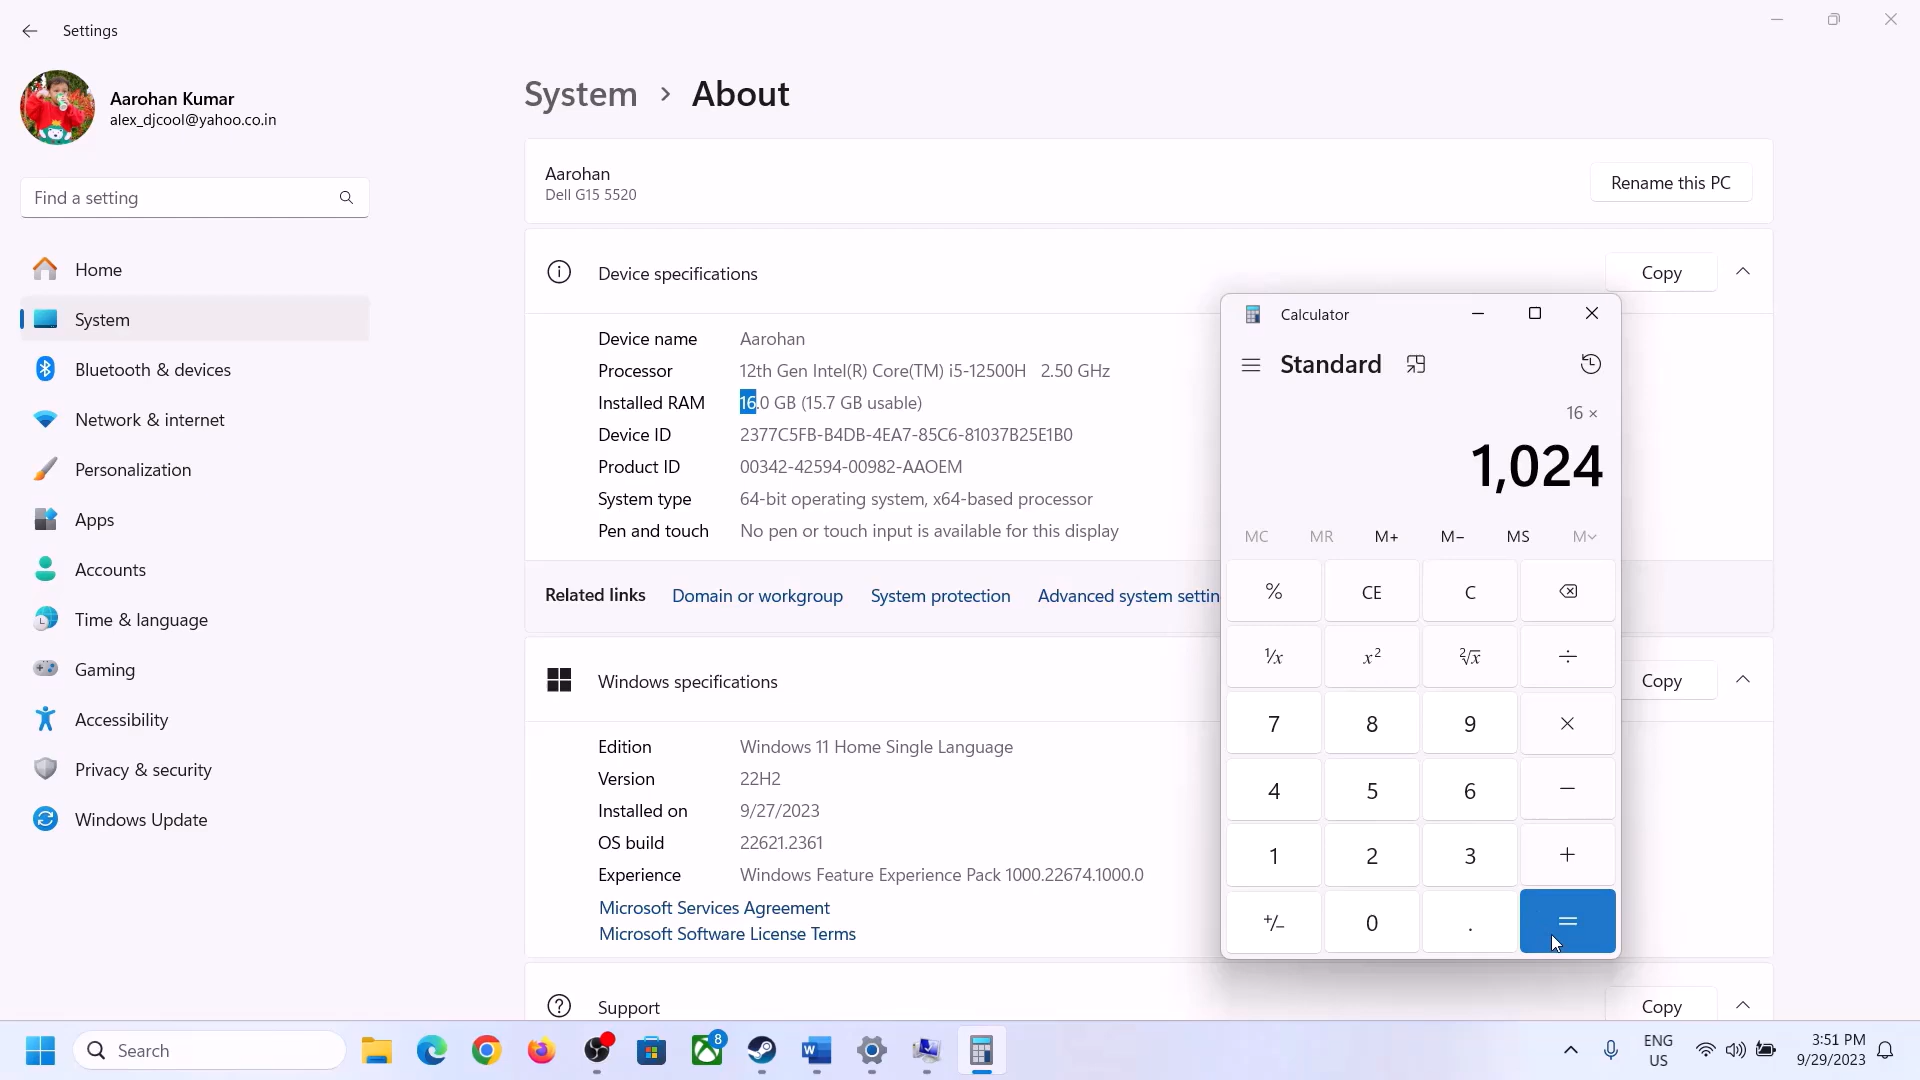 Settings
Aarohan Kumar
alex_djcool@yahoo.co.in
Find a setting
Home
System
Bluetooth & devices
Network & internet
Personalization
Apps
Accounts
Time & language
Gaming
Accessibility
Privacy & security
Windows Update
System > About
Aarohan
Dell G15 5520
Rename this PC
Device specifications
Copy
Device name Aarohan
Processor 12th Gen Intel(R) Core(TM) i5-12500H 2.50 GHz
Installed RAM 16.0 GB (15.7 GB usable)
Device ID 2377C5FB-B4DB-4EA7-85C6-81037B25E1B0
Product ID 00342-42594-00982-AAOEM
System type 64-bit operating system, x64-based processor
Pen and touch No pen or touch input is available for this display
Related links Domain or workgroup System protection Advanced system settin
Windows specifications
Copy
Edition Windows 11 Home Single Language
Version 22H2
Installed on 9/27/2023
OS build 22621.2361
Experience Windows Feature Experience Pack 1000.22674.1000.0
Microsoft Services Agreement
Microsoft Software License Terms
Support
Copy
Calculator
Standard
16 ×
1,024
MC MR M+ M− MS M˅
% CE C
¹/x x² ²√x ÷
7 8 9 ×
4 5 6 −
1 2 3 +
+/− 0 . =
Search
8
ENG
US
3:51 PM
9/29/2023